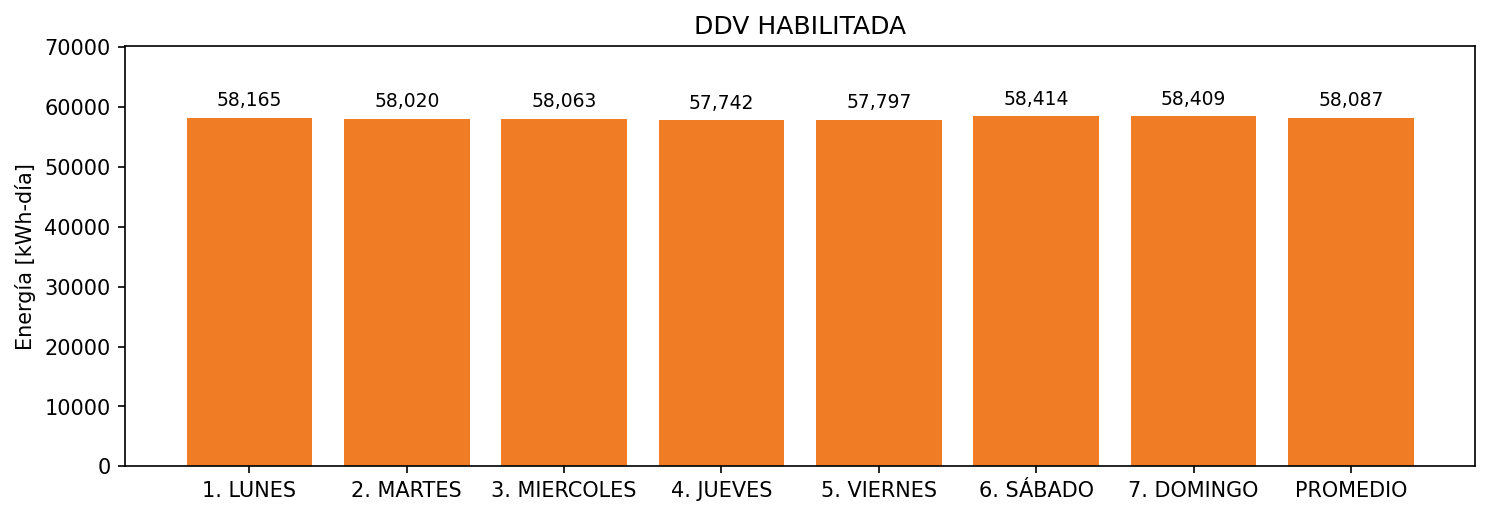 DDV HABILITADA
Energía [kWh-día]
70000
60000
50000
40000
30000
20000
10000
0
58,165
58,020
58,063
57,742
57,797
58,414
58,409
58,087
1. LUNES
2. MARTES
3. MIERCOLES
4. JUEVES
5. VIERNES
6. SÁBADO
7. DOMINGO
PROMEDIO